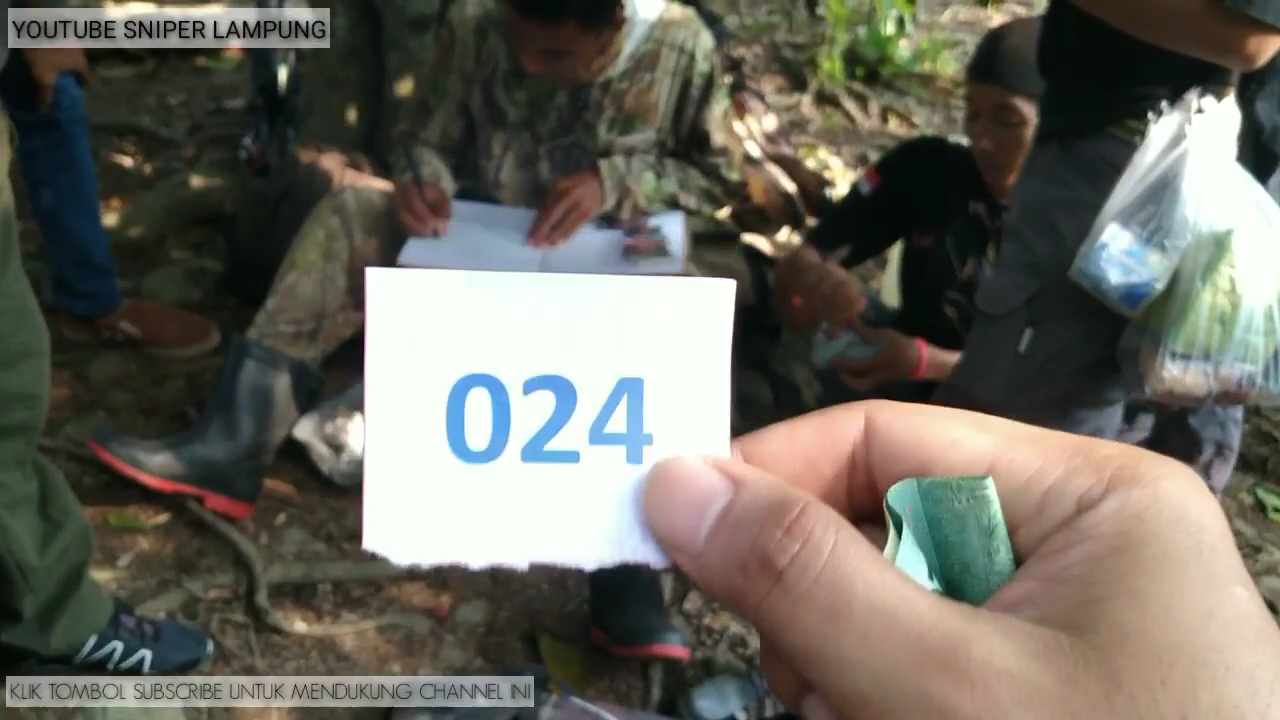 YOUTUBE SNIPER LAMPUNG
024
KLIK TOMBOL SUBSCRIBE UNTUK MENDUKUNG CHANNEL INI